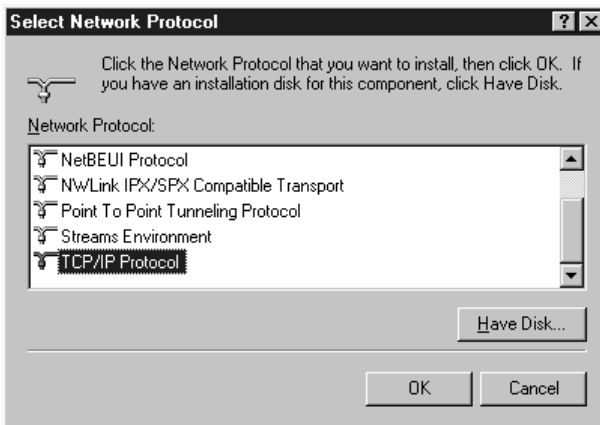 Select Network Protocol
Click the Network Protocol that you want to install, then click OK. If
you have an installation disk for this component, click Have Disk.
Network Protocol:
NetBEUI Protocol
NWLink IPX/SPX Compatible Transport
Point To Point Tunneling Protocol
Streams Environment
TCP/IP Protocol
Have Disk...
OK
Cancel